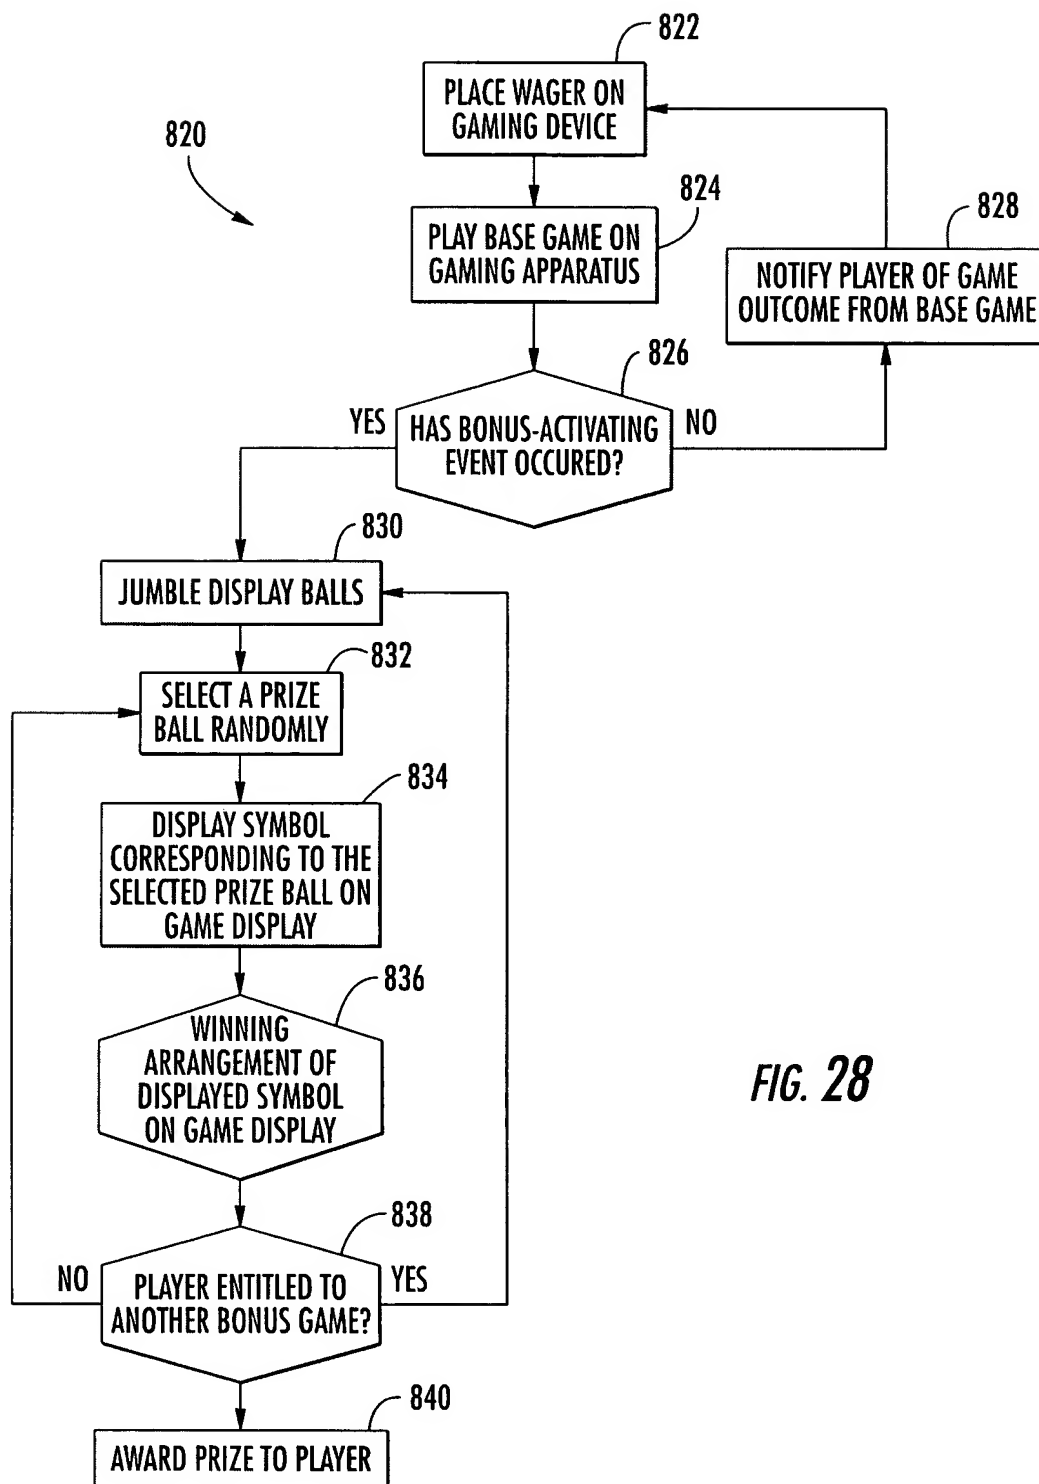 822
PLACE WAGER ON
GAMING DEVICE
820
824
PLAY BASE GAME ON
GAMING APPARATUS
828
NOTIFY PLAYER OF GAME
OUTCOME FROM BASE GAME
826
YES
HAS BONUS-ACTIVATING
EVENT OCCURED?
NO
830
JUMBLE DISPLAY BALLS
832
SELECT A PRIZE
BALL RANDOMLY
834
DISPLAY SYMBOL
CORRESPONDING TO THE
SELECTED PRIZE BALL ON
GAME DISPLAY
836
WINNING
ARRANGEMENT OF
DISPLAYED SYMBOL
ON GAME DISPLAY
FIG. 28
838
NO
PLAYER ENTITLED TO
ANOTHER BONUS GAME?
YES
840
AWARD PRIZE TO PLAYER